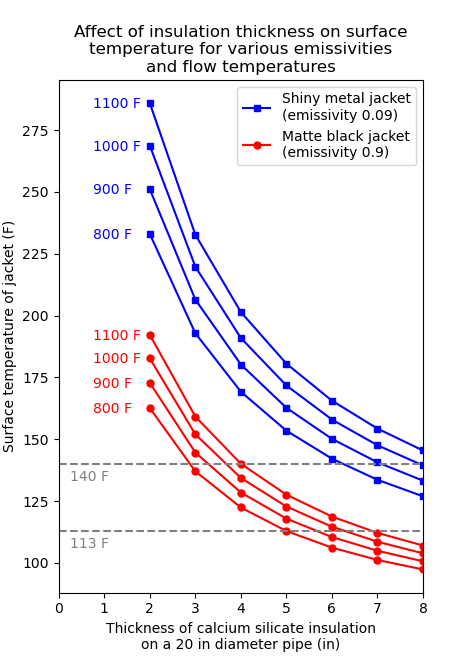 Affect of insulation thickness on surface
temperature for various emissivities
and flow temperatures
Shiny metal jacket
(emissivity 0.09)
Matte black jacket
(emissivity 0.9)
1100 F
1000 F
900 F
800 F
1100 F
1000 F
900 F
800 F
140 F
113 F
Surface temperature of jacket (F)
275
250
225
200
175
150
125
100
0 1 2 3 4 5 6 7 8
Thickness of calcium silicate insulation
on a 20 in diameter pipe (in)